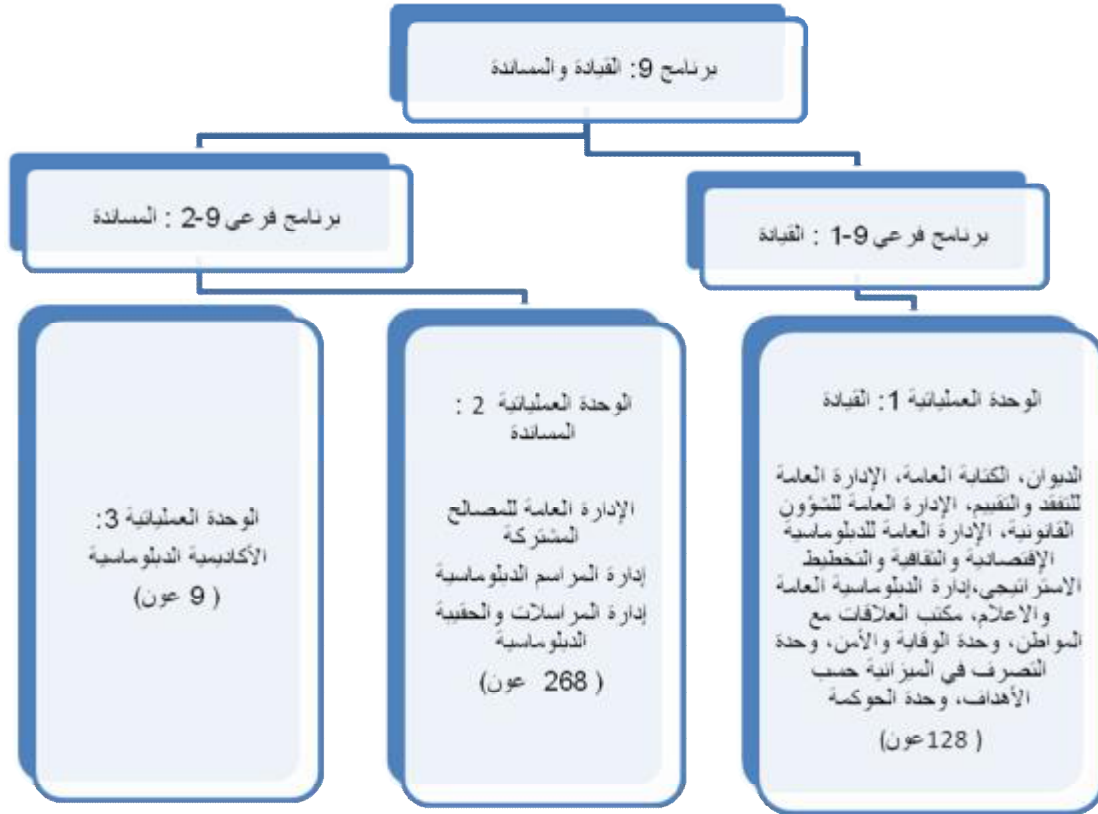 برنامج 9: القيادة والمساندة
برنامج فرعي 9-1 : القيادة
برنامج فرعي 9-2 : المساندة
الوحدة العملياتية 1: القيادة
الديوان، الكتابة العامة، الإدارة العامة
للتفقد والتقييم، الإدارة العامة للشؤون
القانونية، الإدارة العامة للدبلوماسية
الإقتصادية والثقافية والتخطيط
الاستراتيجي،إدارة الدبلوماسية العامة
والاعلام، مكتب العلاقات مع
المواطن، وحدة الوقاية والأمن، وحدة
التصرف في الميزانية حسب
الأهداف، وحدة الحوكمة
( 128عون)
الوحدة العملياتية 2 :
المساندة
الإدارة العامة للمصالح
المشتركة
إدارة المراسم الدبلوماسية
إدارة المراسلات والحقيبة
الدبلوماسية
( 268 عون)
الوحدة العملياتية 3:
الأكاديمية الدبلوماسية
( 9 عون)